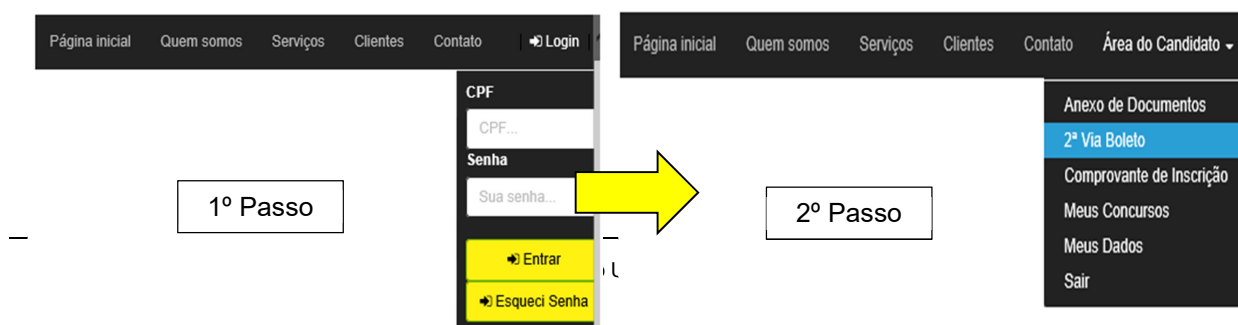 Página inicial Quem somos Serviços Clientes Contato Login
CPF
CPF...
Senha
Sua senha...
Entrar
Esqueci Senha
1º Passo
Página inicial Quem somos Serviços Clientes Contato Área do Candidato
Anexo de Documentos
2ª Via Boleto
Comprovante de Inscrição
Meus Concursos
Meus Dados
Sair
2º Passo